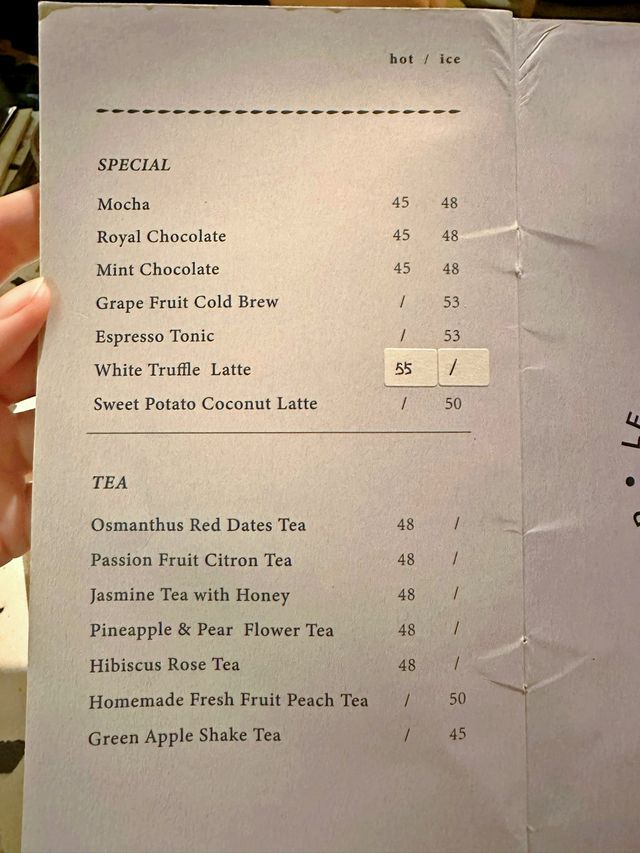 hot / ice
SPECIAL
Mocha 45 48
Royal Chocolate 45 48
Mint Chocolate 45 48
Grape Fruit Cold Brew / 53
Espresso Tonic / 53
White Truffle Latte 55 /
Sweet Potato Coconut Latte / 50
TEA
Osmanthus Red Dates Tea 48 /
Passion Fruit Citron Tea 48 /
Jasmine Tea with Honey 48 /
Pineapple & Pear Flower Tea 48 /
Hibiscus Rose Tea 48 /
Homemade Fresh Fruit Peach Tea / 50
Green Apple Shake Tea / 45